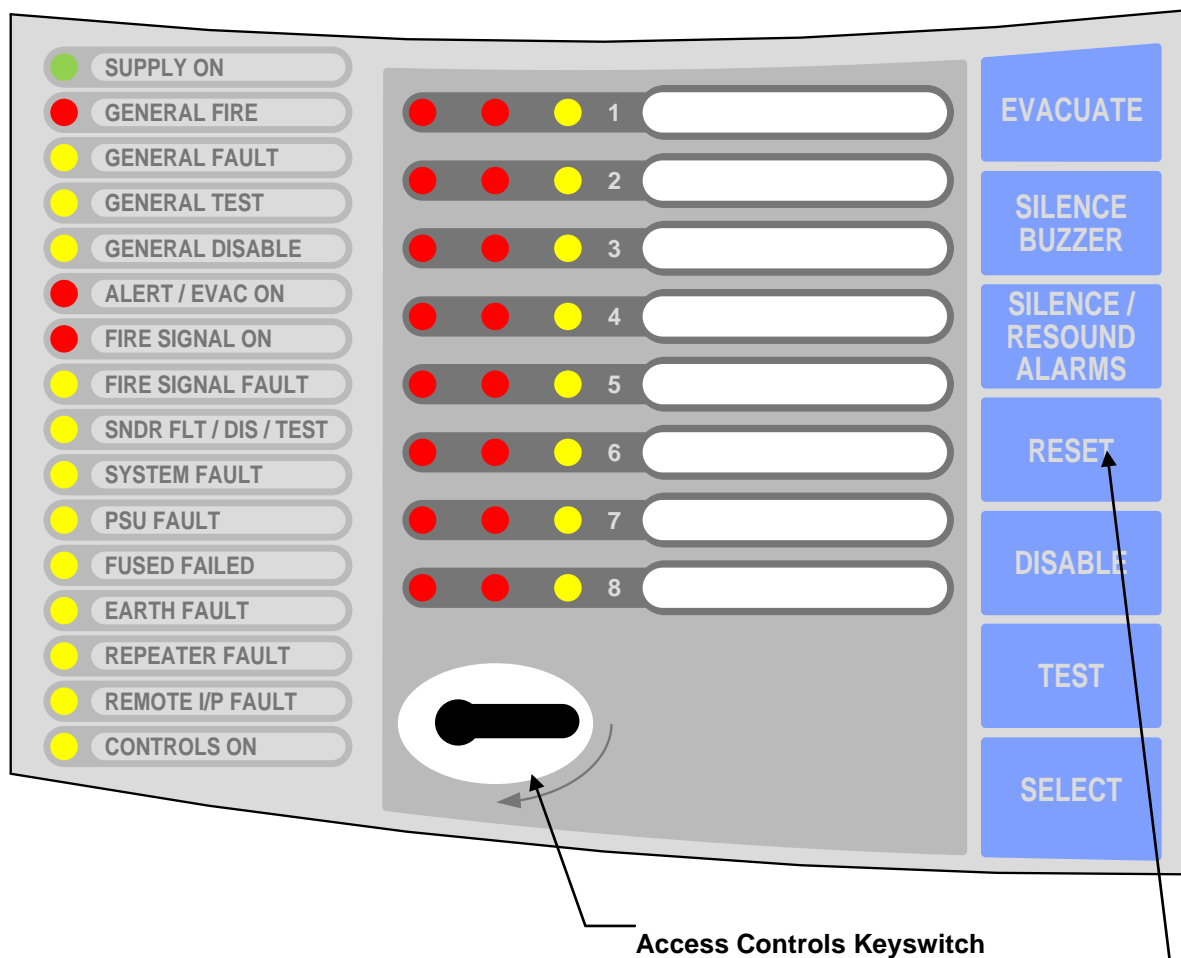 SUPPLY ON
GENERAL FIRE
GENERAL FAULT
GENERAL TEST
GENERAL DISABLE
ALERT / EVAC ON
FIRE SIGNAL ON
FIRE SIGNAL FAULT
SNDR FLT / DIS / TEST
SYSTEM FAULT
PSU FAULT
FUSED FAILED
EARTH FAULT
REPEATER FAULT
REMOTE I/P FAULT
CONTROLS ON
1
2
3
4
5
6
7
8
EVACUATE
SILENCE
BUZZER
SILENCE /
RESOUND
ALARMS
RESET
DISABLE
TEST
SELECT
Access Controls Keyswitch